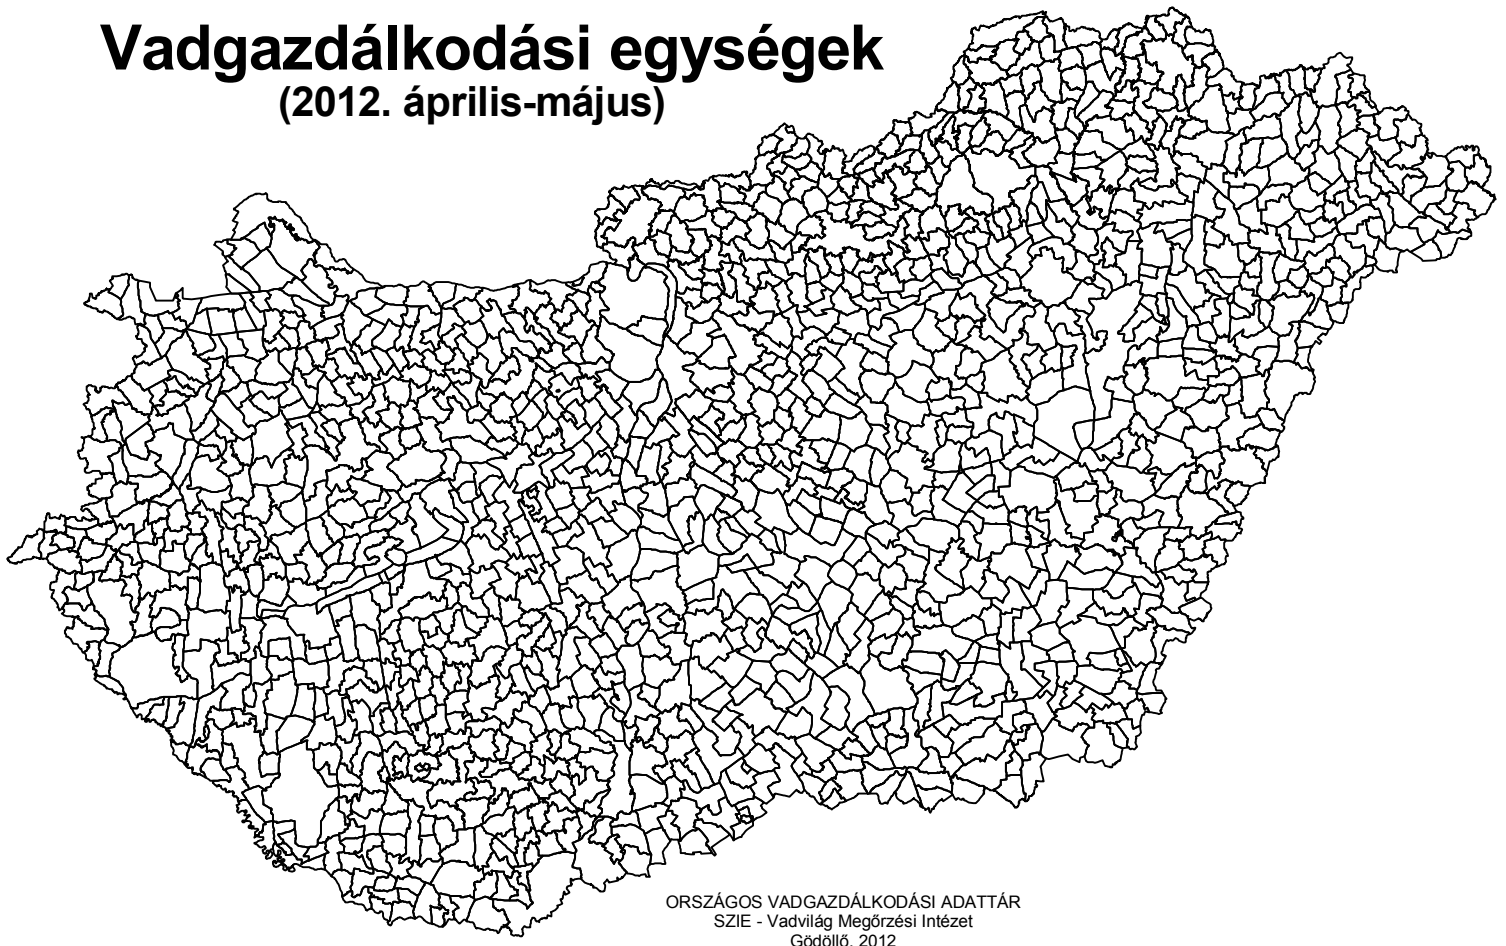 Vadgazdálkodási egységek
(2012. április-május)
ORSZÁGOS VADGAZDÁLKODÁSI ADATTÁR
SZIE - Vadvilág Megőrzési Intézet
Gödöllő, 2012